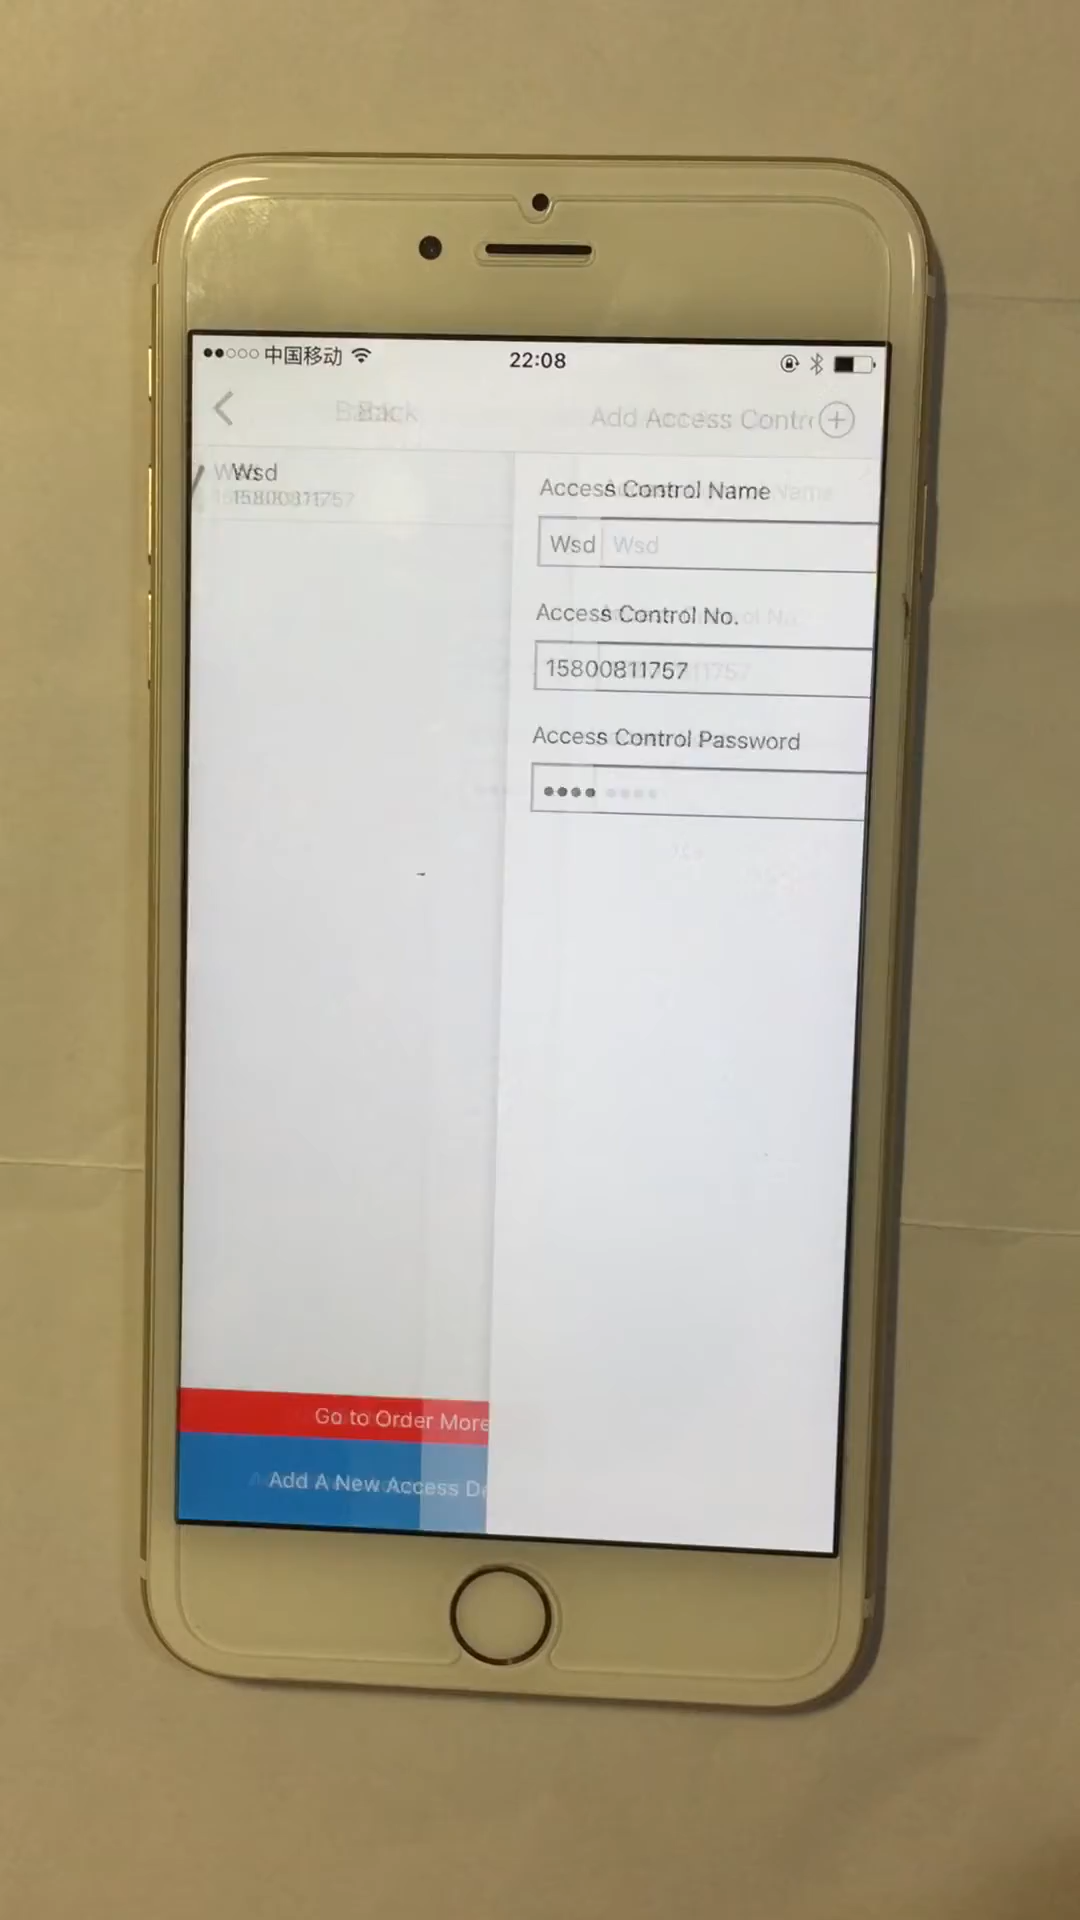 中国移动
22:08
Back
Add Access Contr
Wsd
15800811757
Access Control Name
Wsd
Access Control No.
15800811757
Access Control Password
Go to Order More
Add A New Access De